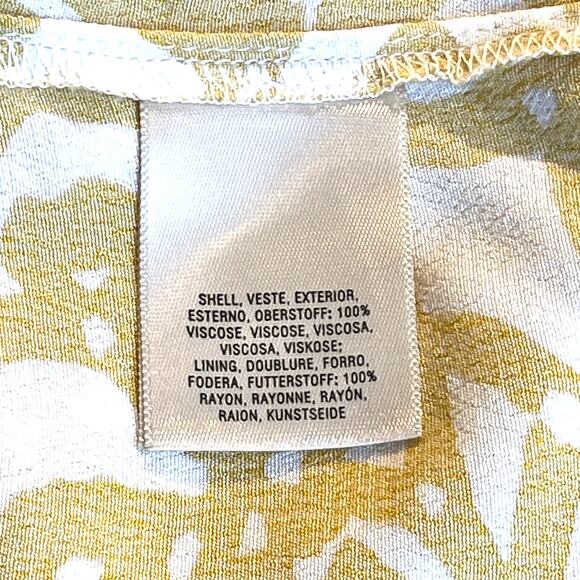 SHELL, VESTE, EXTERIOR,
ESTERNO, OBERSTOFF: 100%
VISCOSE, VISCOSE, VISCOSA,
VISCOSA, VISKOSE;
LINING, DOUBLURE, FORRO,
FODERA, FUTTERSTOFF: 100%
RAYON, RAYONNE, RAYÓN,
RAION, KUNSTSEIDE